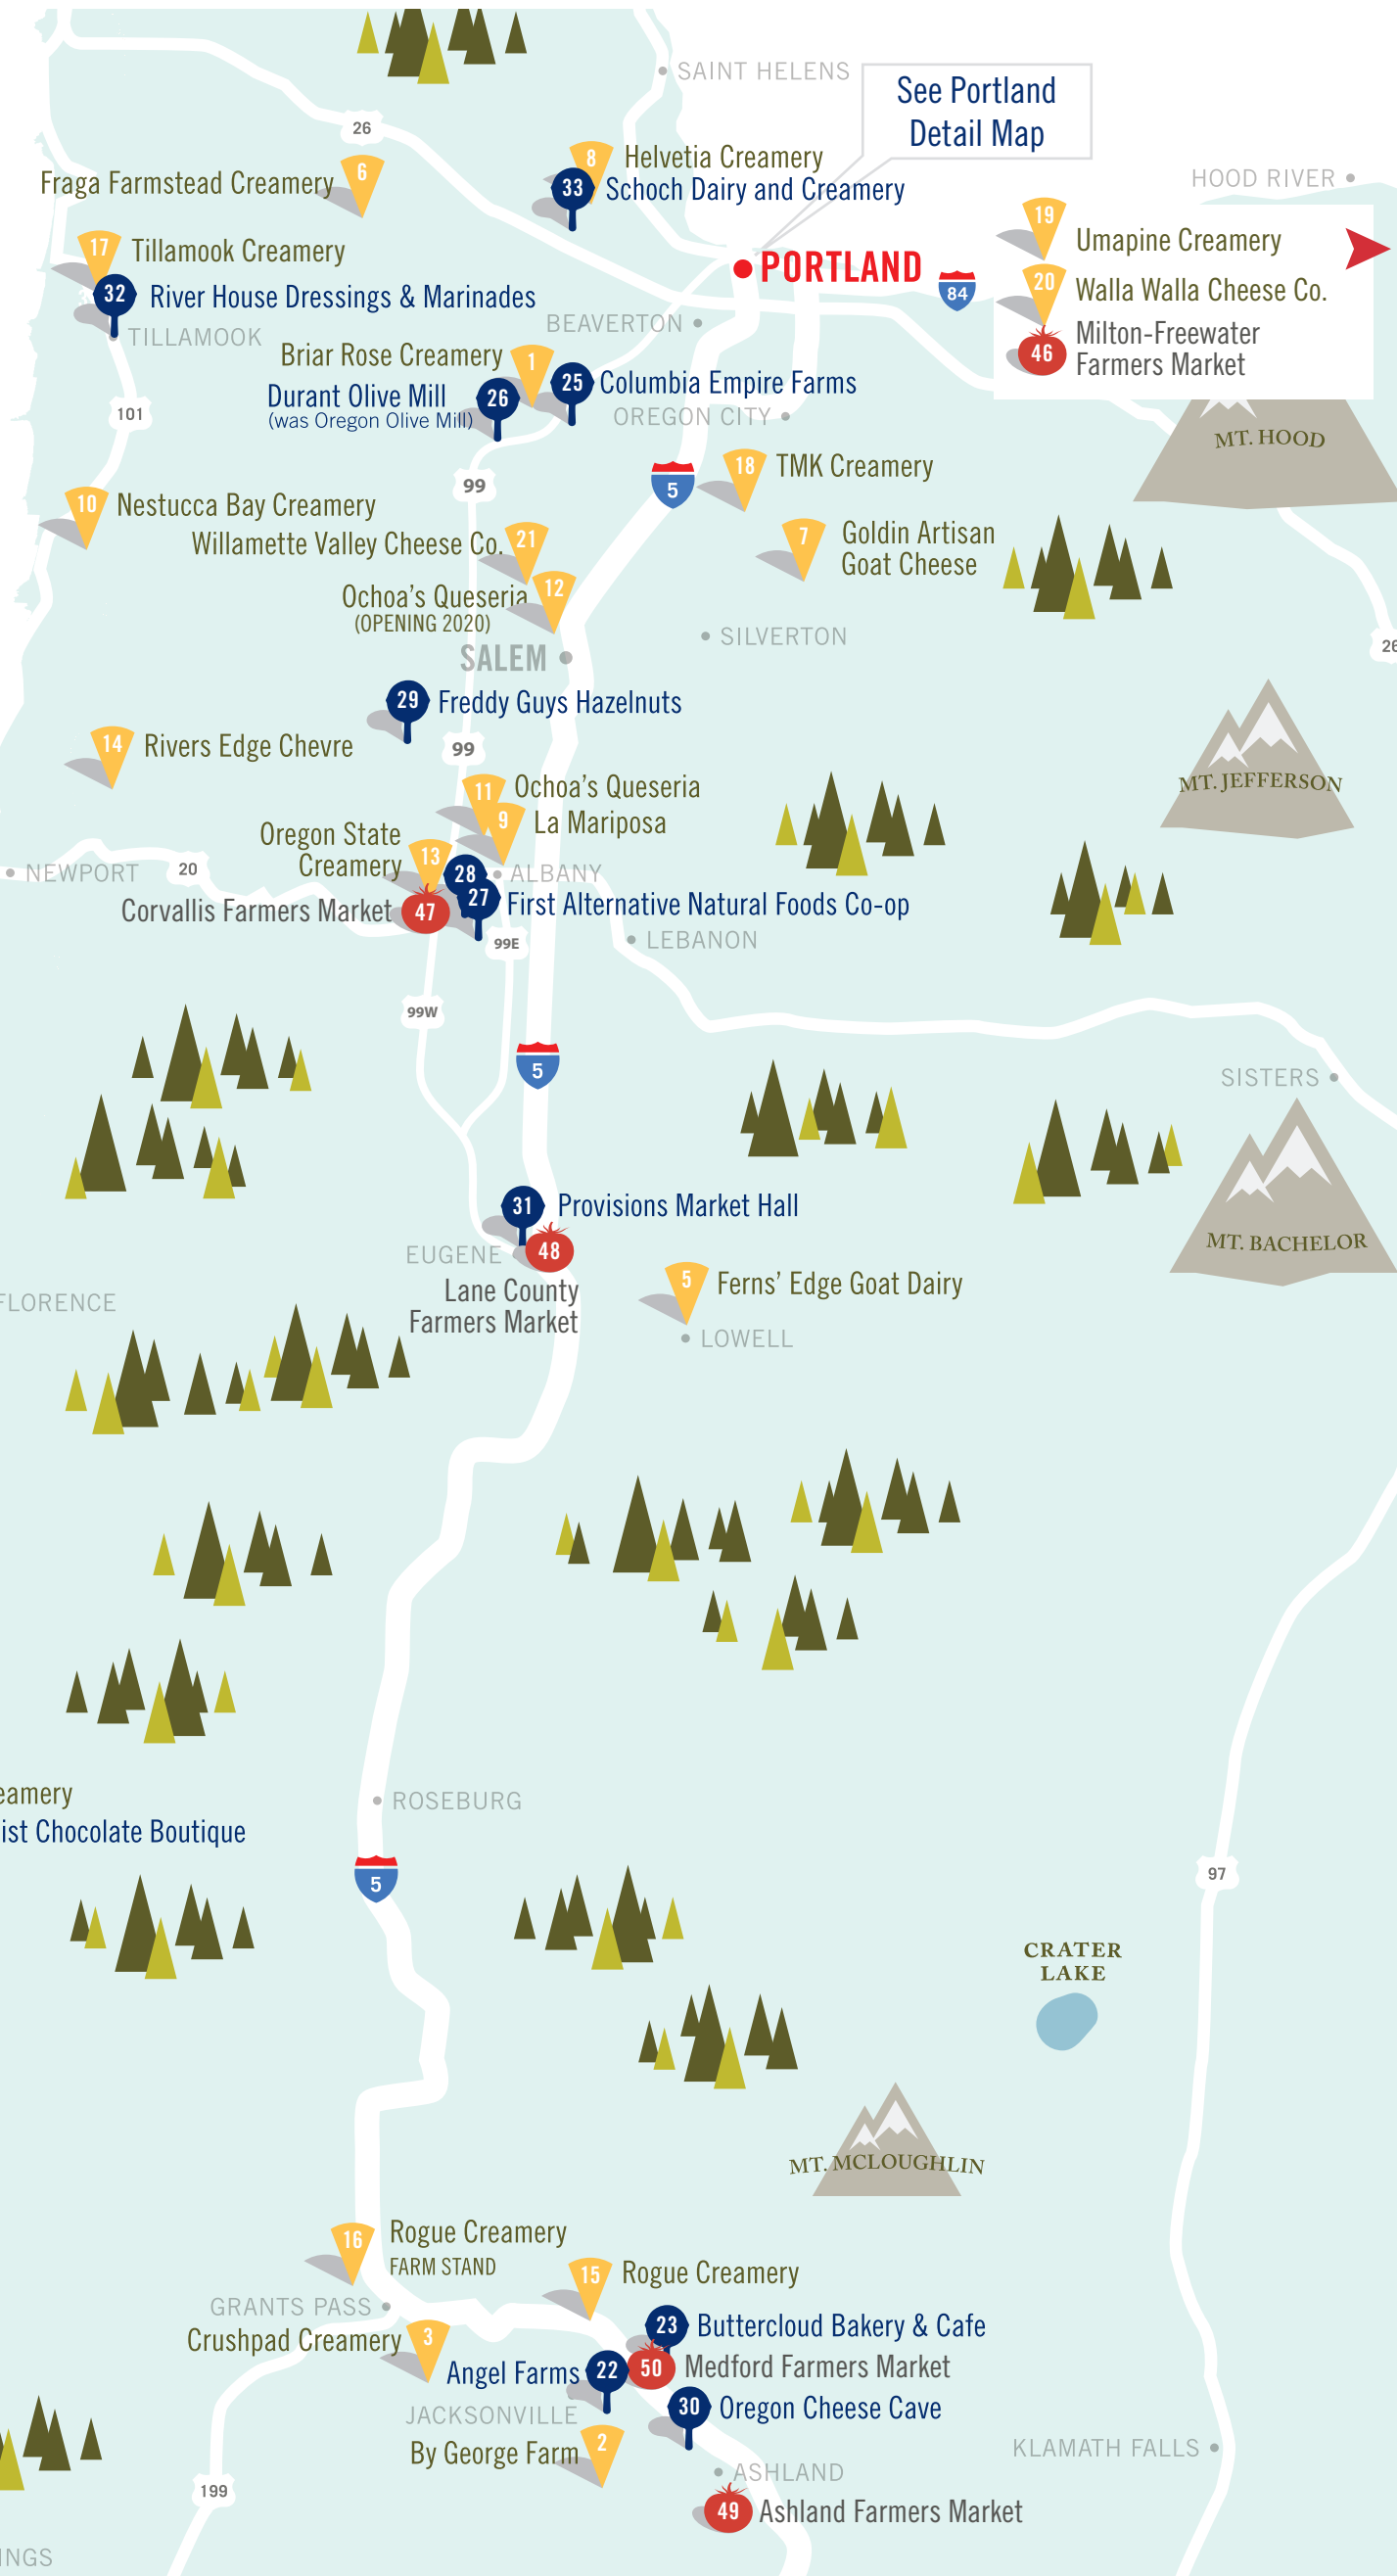 SAINT HELENS
See Portland
Detail Map
26
8
Helvetia Creamery
33
Schoch Dairy and Creamery
6
Fraga Farmstead Creamery
HOOD RIVER
19
Umapine Creamery
20
Walla Walla Cheese Co.
46
Milton-Freewater
Farmers Market
17
Tillamook Creamery
32
River House Dressings & Marinades
TILLAMOOK
PORTLAND
84
BEAVERTON
Briar Rose Creamery
1
Durant Olive Mill
(was Oregon Olive Mill)
26
25
Columbia Empire Farms
OREGON CITY
101
MT. HOOD
99
5
18
TMK Creamery
10
Nestucca Bay Creamery
Willamette Valley Cheese Co.
21
7
Goldin Artisan
Goat Cheese
Ochoa's Queseria
(OPENING 2020)
12
SILVERTON
26
SALEM
29
Freddy Guys Hazelnuts
14
Rivers Edge Chevre
99
MT. JEFFERSON
11
Ochoa's Queseria
9
La Mariposa
Oregon State
Creamery
13
NEWPORT
20
28
ALBANY
27
First Alternative Natural Foods Co-op
Corvallis Farmers Market
47
99E
LEBANON
99W
5
SISTERS
31
Provisions Market Hall
MT. BACHELOR
EUGENE
48
Lane County
Farmers Market
5
Ferns' Edge Goat Dairy
FLORENCE
LOWELL
eamery
ist Chocolate Boutique
ROSEBURG
5
97
CRATER
LAKE
MT. MCLOUGHLIN
16
Rogue Creamery
FARM STAND
15
Rogue Creamery
GRANTS PASS
Crushpad Creamery
3
23
Buttercloud Bakery & Cafe
Angel Farms
22
50
Medford Farmers Market
30
Oregon Cheese Cave
JACKSONVILLE
By George Farm
2
KLAMATH FALLS
ASHLAND
199
49
Ashland Farmers Market
INGS